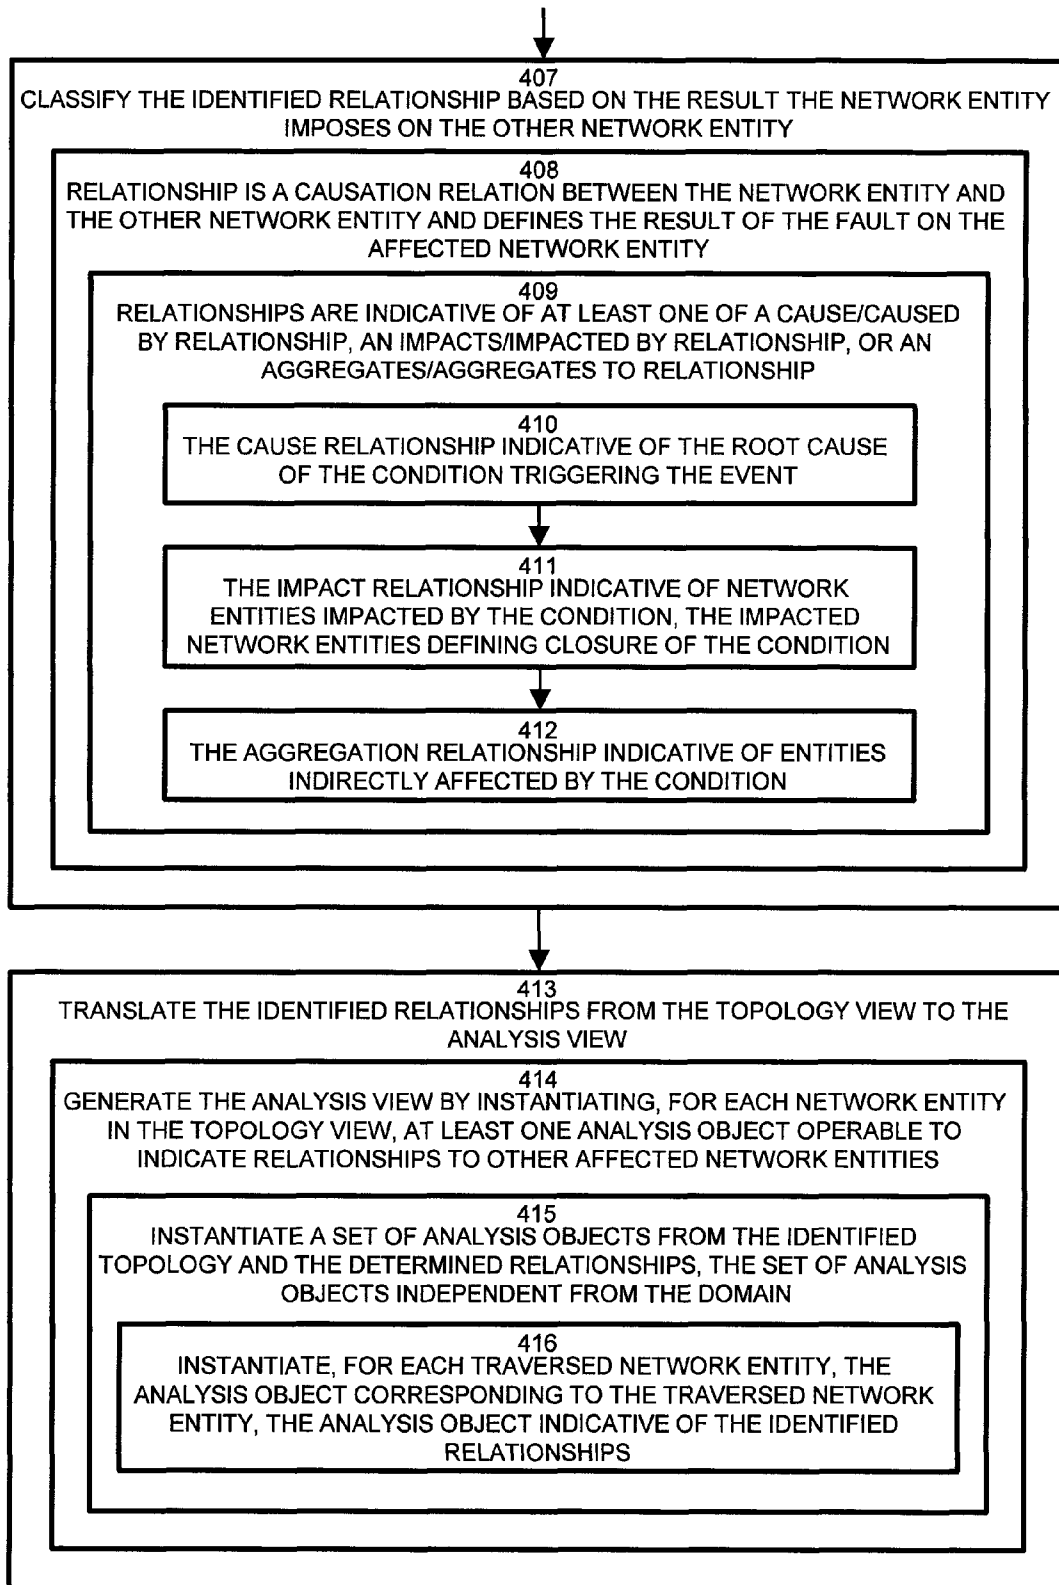 407
CLASSIFY THE IDENTIFIED RELATIONSHIP BASED ON THE RESULT THE NETWORK ENTITY
IMPOSES ON THE OTHER NETWORK ENTITY
408
RELATIONSHIP IS A CAUSATION RELATION BETWEEN THE NETWORK ENTITY AND
THE OTHER NETWORK ENTITY AND DEFINES THE RESULT OF THE FAULT ON THE
AFFECTED NETWORK ENTITY
409
RELATIONSHIPS ARE INDICATIVE OF AT LEAST ONE OF A CAUSE/CAUSED
BY RELATIONSHIP, AN IMPACTS/IMPACTED BY RELATIONSHIP, OR AN
AGGREGATES/AGGREGATES TO RELATIONSHIP
410
THE CAUSE RELATIONSHIP INDICATIVE OF THE ROOT CAUSE
OF THE CONDITION TRIGGERING THE EVENT
411
THE IMPACT RELATIONSHIP INDICATIVE OF NETWORK
ENTITIES IMPACTED BY THE CONDITION, THE IMPACTED
NETWORK ENTITIES DEFINING CLOSURE OF THE CONDITION
412
THE AGGREGATION RELATIONSHIP INDICATIVE OF ENTITIES
INDIRECTLY AFFECTED BY THE CONDITION
413
TRANSLATE THE IDENTIFIED RELATIONSHIPS FROM THE TOPOLOGY VIEW TO THE
ANALYSIS VIEW
414
GENERATE THE ANALYSIS VIEW BY INSTANTIATING, FOR EACH NETWORK ENTITY
IN THE TOPOLOGY VIEW, AT LEAST ONE ANALYSIS OBJECT OPERABLE TO
INDICATE RELATIONSHIPS TO OTHER AFFECTED NETWORK ENTITIES
415
INSTANTIATE A SET OF ANALYSIS OBJECTS FROM THE IDENTIFIED
TOPOLOGY AND THE DETERMINED RELATIONSHIPS, THE SET OF ANALYSIS
OBJECTS INDEPENDENT FROM THE DOMAIN
416
INSTANTIATE, FOR EACH TRAVERSED NETWORK ENTITY, THE
ANALYSIS OBJECT CORRESPONDING TO THE TRAVERSED NETWORK
ENTITY, THE ANALYSIS OBJECT INDICATIVE OF THE IDENTIFIED
RELATIONSHIPS